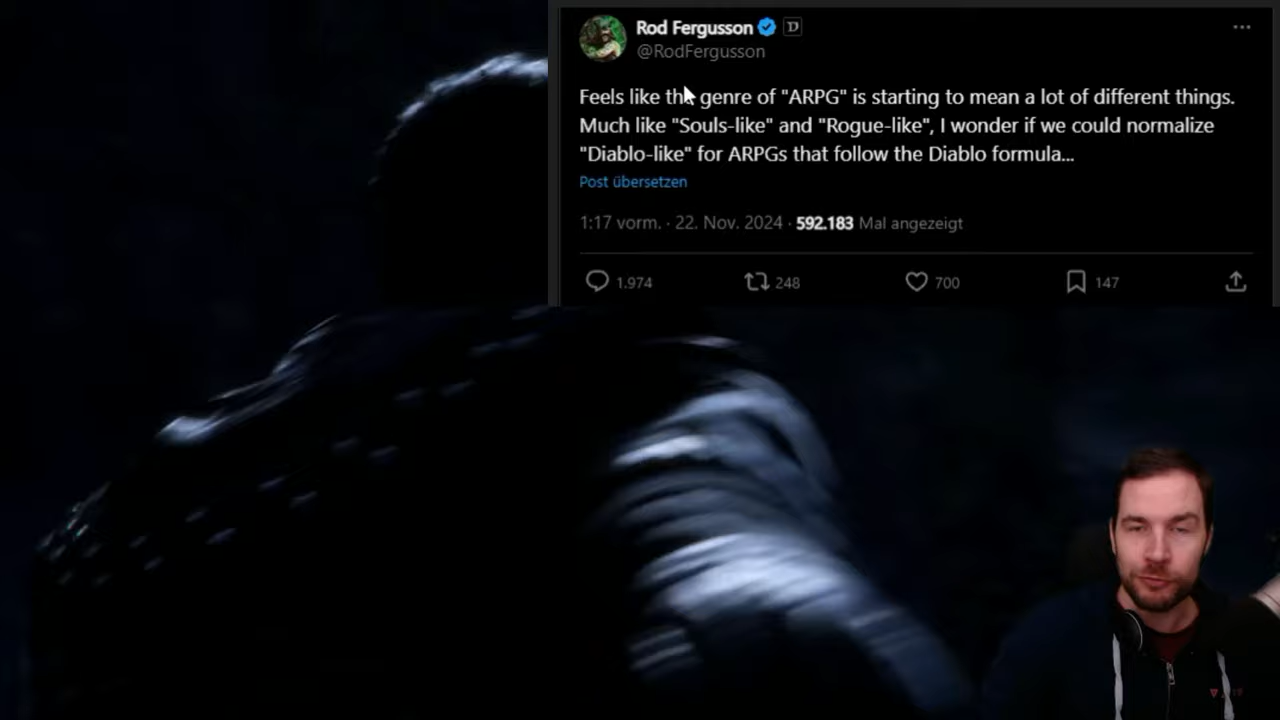 Rod Fergusson D
@RodFergusson
Feels like the genre of "ARPG" is starting to mean a lot of different things.
Much like "Souls-like" and "Rogue-like", I wonder if we could normalize
"Diablo-like" for ARPGs that follow the Diablo formula...
Post übersetzen
1:17 vorm. · 22. Nov. 2024 · 592.183 Mal angezeigt
1.974 248 700 147